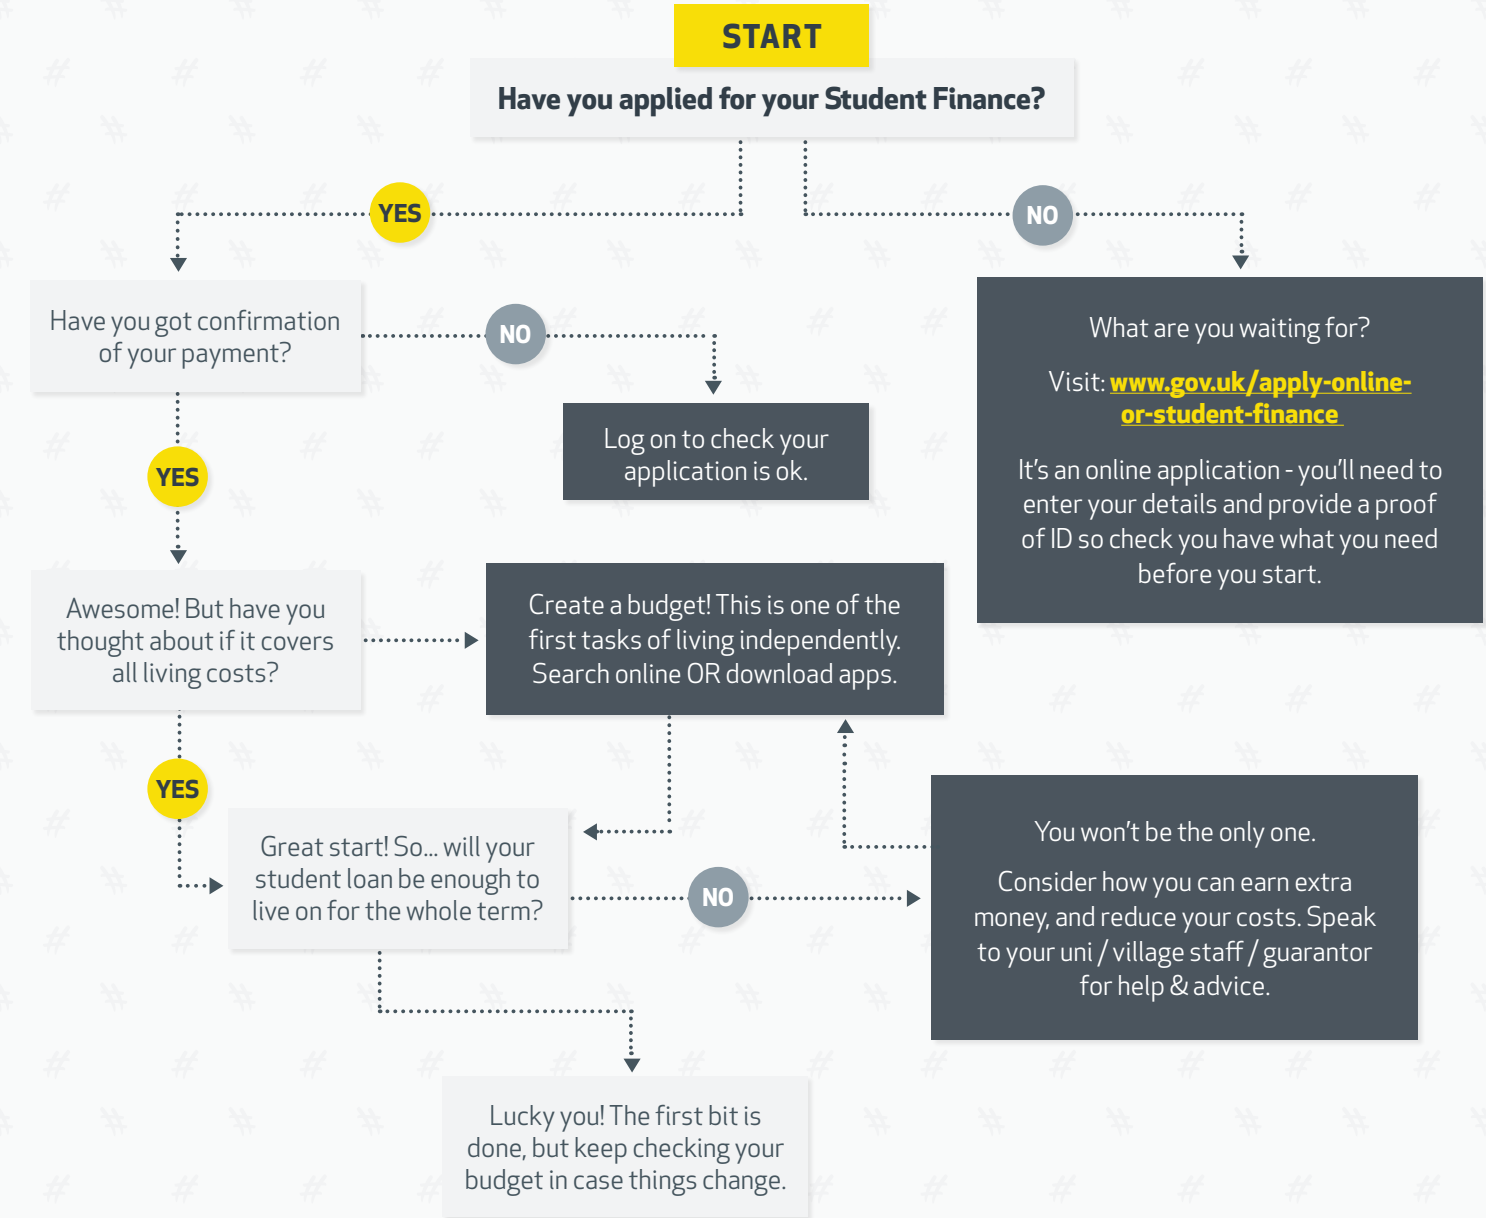 START
Have you applied for your Student Finance?
YES
NO
Have you got confirmation
of your payment?
NO
What are you waiting for?
Visit: www.gov.uk/apply-online-
or-student-finance
It’s an online application - you’ll need to
enter your details and provide a proof
of ID so check you have what you need
before you start.
Log on to check your
application is ok.
YES
Awesome! But have you
thought about if it covers
all living costs?
Create a budget! This is one of the
first tasks of living independently.
Search online OR download apps.
YES
Great start! So... will your
student loan be enough to
live on for the whole term?
NO
You won’t be the only one.
Consider how you can earn extra
money, and reduce your costs. Speak
to your uni / village staff / guarantor
for help & advice.
Lucky you! The first bit is
done, but keep checking your
budget in case things change.